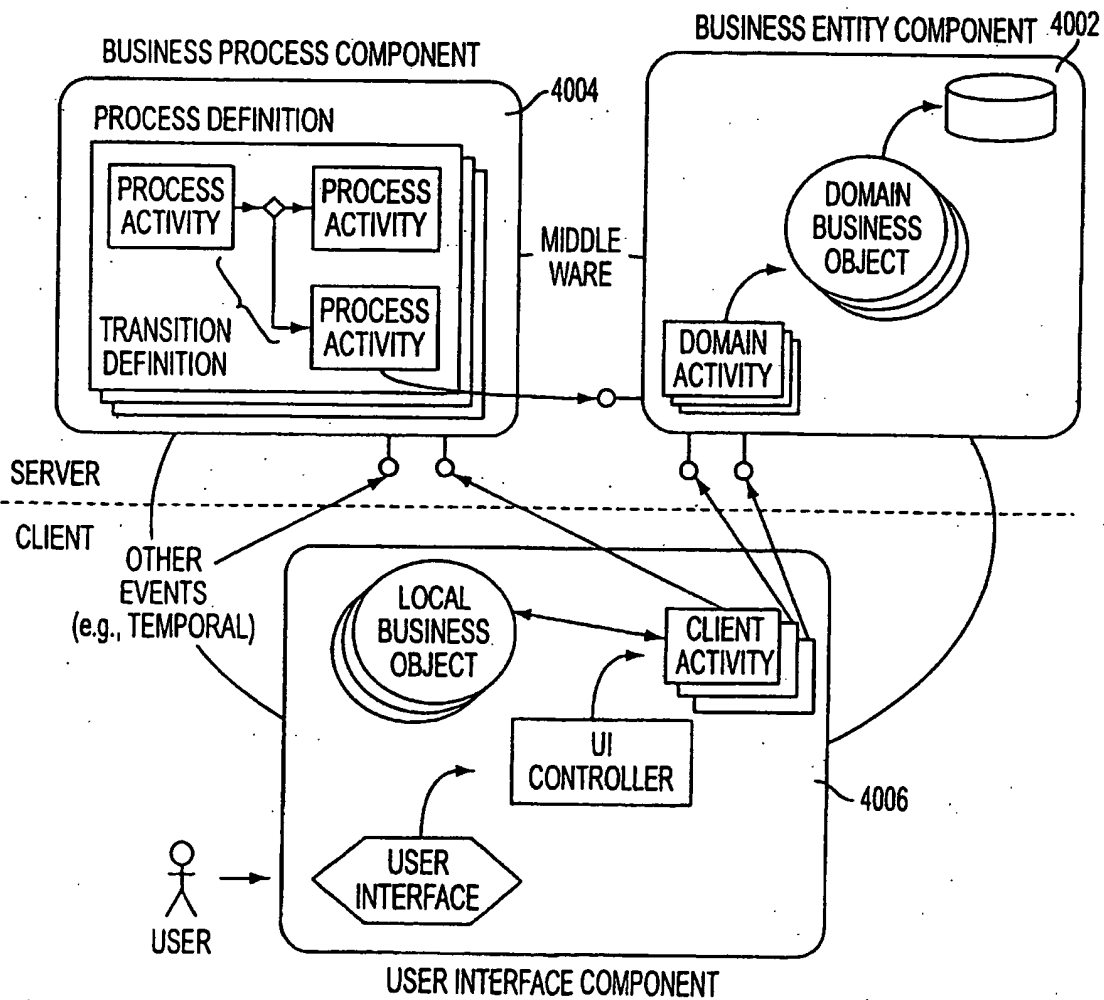 BUSINESS PROCESS COMPONENT
BUSINESS ENTITY COMPONENT
4002
4004
PROCESS DEFINITION
PROCESS
ACTIVITY
PROCESS
ACTIVITY
PROCESS
ACTIVITY
TRANSITION
DEFINITION
MIDDLE
WARE
DOMAIN
BUSINESS
OBJECT
DOMAIN
ACTIVITY
SERVER
CLIENT
OTHER
EVENTS
(e.g., TEMPORAL)
LOCAL
BUSINESS
OBJECT
CLIENT
ACTIVITY
UI
CONTROLLER
4006
USER
INTERFACE
USER
USER INTERFACE COMPONENT